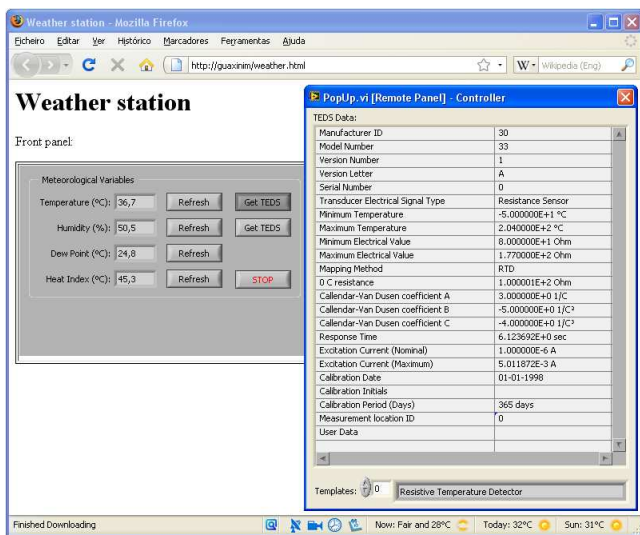 Weather station - Mozilla Firefox
Ficheiro Editar Ver Histórico Marcadores Ferramentas Ajuda
http://guaxinim/weather.html
W Wikipedia (Eng)
Weather station
Front panel:
Meteorological Variables
Temperature (ºC): 36,7 Refresh Get TEDS
Humidity (%): 50,5 Refresh Get TEDS
Dew Point (ºC): 24,8 Refresh
Heat Index (ºC): 45,3 Refresh STOP
PopUp.vi [Remote Panel] - Controller
TEDS Data:
Manufacturer ID 30
Model Number 33
Version Number 1
Version Letter A
Serial Number 0
Transducer Electrical Signal Type Resistance Sensor
Minimum Temperature -5.000000E+1 ºC
Maximum Temperature 2.040000E+2 ºC
Minimum Electrical Value 8.000000E+1 Ohm
Maximum Electrical Value 1.770000E+2 Ohm
Mapping Method RTD
0 C resistance 1.000001E+2 Ohm
Callendar-Van Dusen coefficient A 3.000000E+0 1/C
Callendar-Van Dusen coefficient B -5.000000E+0 1/C²
Callendar-Van Dusen coefficient C -4.000000E+0 1/C³
Response Time 6.123692E+0 sec
Excitation Current (Nominal) 1.000000E-6 A
Excitation Current (Maximum) 5.011872E-3 A
Calibration Date 01-01-1998
Calibration Initials
Calibration Period (Days) 365 days
Measurement location ID 0
User Data
Templates: 0 Resistive Temperature Detector
Finished Downloading Now: Fair and 28ºC Today: 32ºC Sun: 31ºC